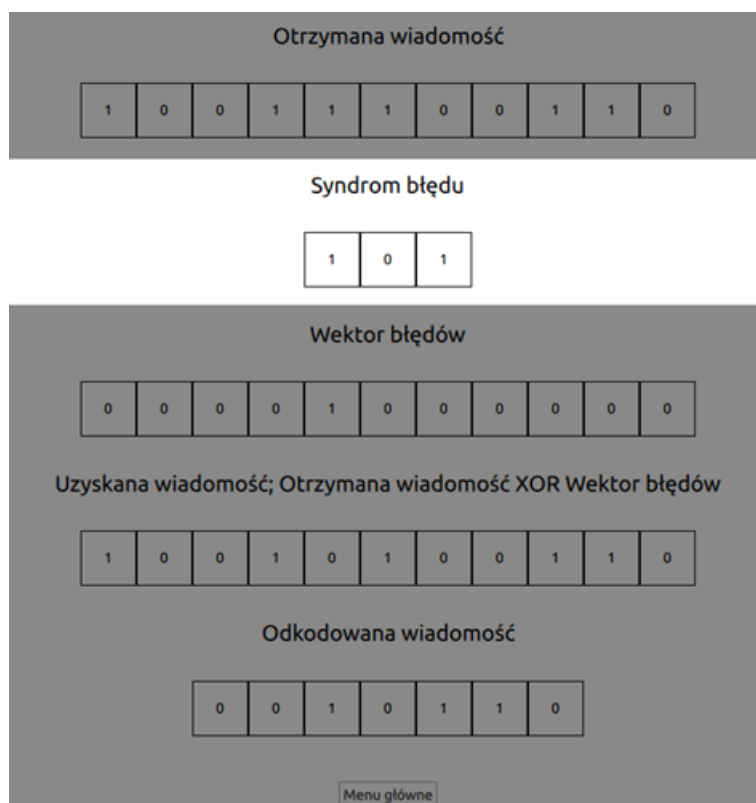 Otrzymana wiadomość
1 0 0 1 1 1 0 0 1 1 0
Syndrom błędu
1 0 1
Wektor błędów
0 0 0 0 1 0 0 0 0 0 0
Uzyskana wiadomość; Otrzymana wiadomość XOR Wektor błędów
1 0 0 1 0 1 0 0 1 1 0
Odkodowana wiadomość
0 0 1 0 1 1 0
Menu główne